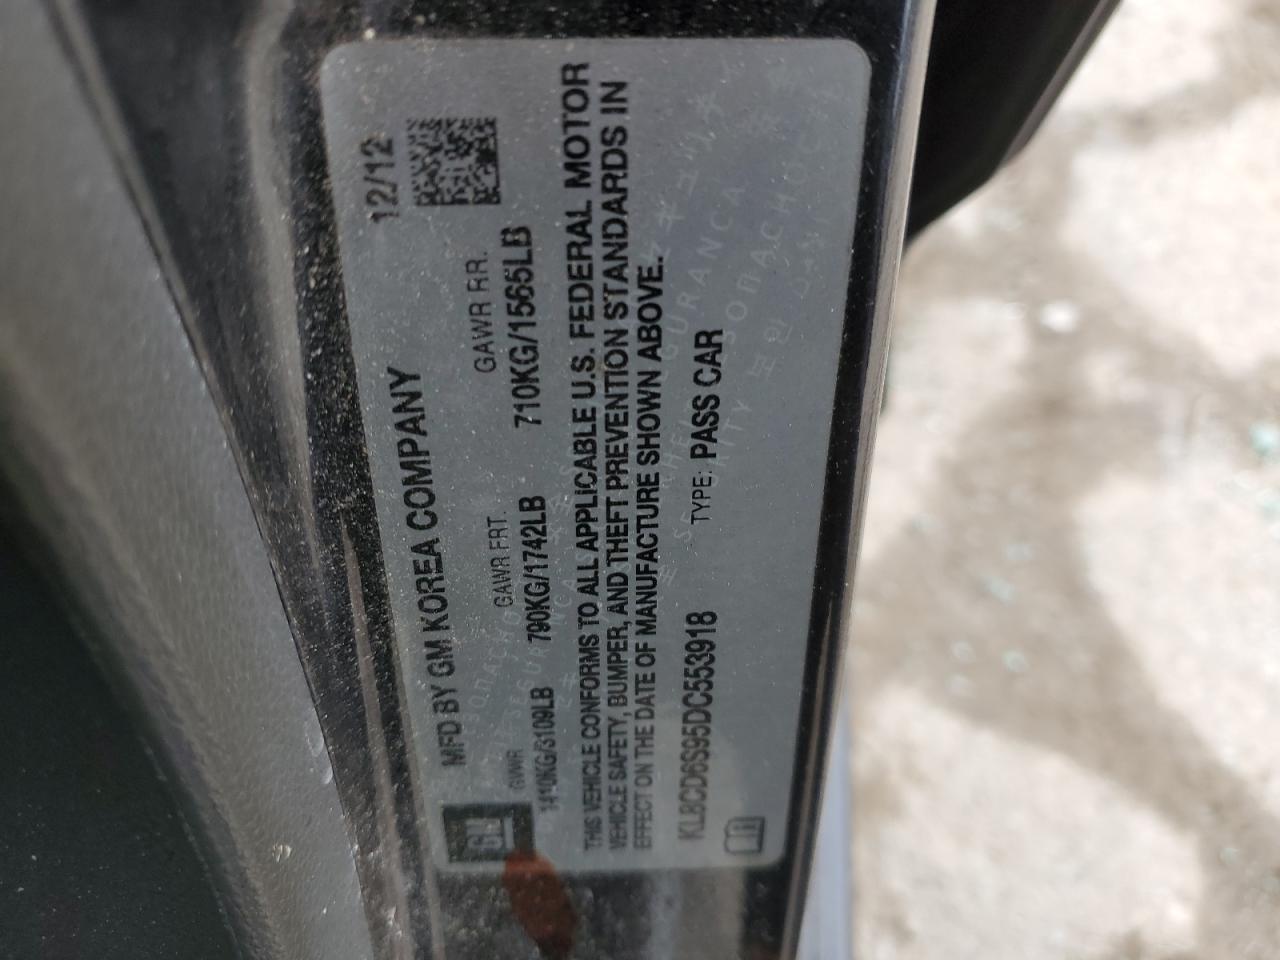 GM
MFD BY GM KOREA COMPANY 12/12
GVWR GAWR FRT. GAWR RR.
1410KG/3109LB 790KG/1742LB 710KG/1565LB
THIS VEHICLE CONFORMS TO ALL APPLICABLE U.S. FEDERAL MOTOR
VEHICLE SAFETY, BUMPER, AND THEFT PREVENTION STANDARDS IN
EFFECT ON THE DATE OF MANUFACTURE SHOWN ABOVE.
KL8CD6S95DC553918 TYPE: PASS CAR